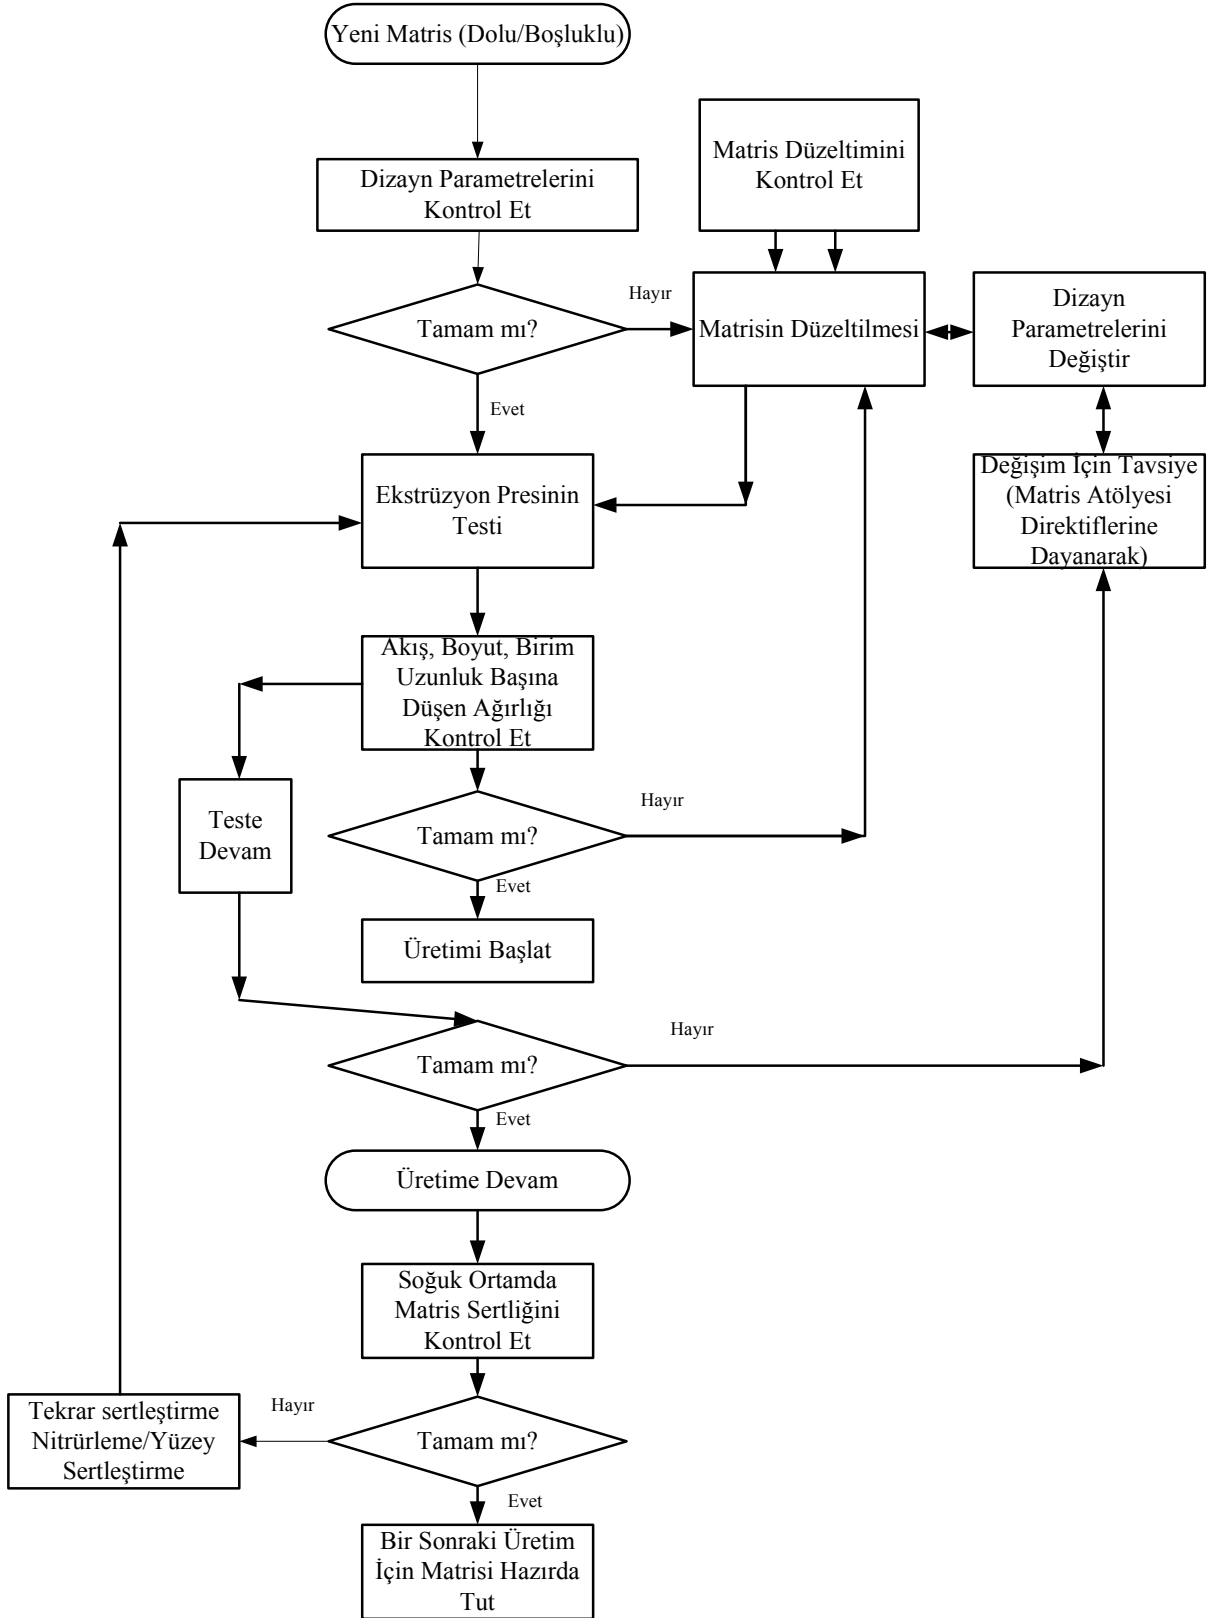 Yeni Matris (Dolu/Boşluklu)
Matris Düzeltimini
Kontrol Et
Dizayn Parametrelerini
Kontrol Et
Hayır
Tamam mı?
Matrisin Düzeltilmesi
Dizayn
Parametrelerini
Değiştir
Evet
Ekstrüzyon Presinin
Testi
Değişim İçin Tavsiye
(Matris Atölyesi
Direktiflerine
Dayanarak)
Akış, Boyut, Birim
Uzunluk Başına
Düşen Ağırlığı
Kontrol Et
Teste
Devam
Hayır
Tamam mı?
Evet
Üretimi Başlat
Hayır
Tamam mı?
Evet
Üretime Devam
Soğuk Ortamda
Matris Sertliğini
Kontrol Et
Tekrar sertleştirme
Nitrürleme/Yüzey
Sertleştirme
Hayır
Tamam mı?
Evet
Bir Sonraki Üretim
İçin Matrisi Hazırda
Tut